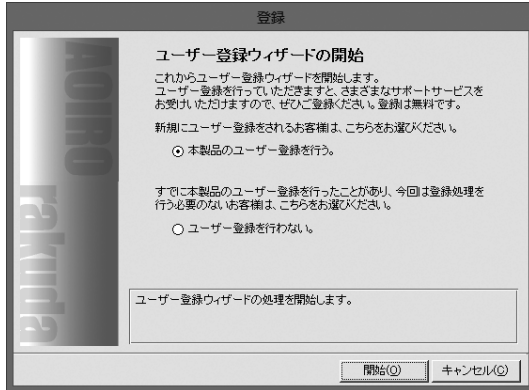 登録
AOIRO
rakuda
ユーザー登録ウィザードの開始
これからユーザー登録ウィザードを開始します。
ユーザー登録を行っていただきますと、さまざまなサポートサービスを
お受けいただけますので、ぜひご登録ください。登録は無料です。
新規にユーザー登録をされるお客様は、こちらをお選びください。
本製品のユーザー登録を行う。
すでに本製品のユーザー登録を行ったことがあり、今回は登録処理を
行う必要のないお客様は、こちらをお選びください。
ユーザー登録を行わない。
ユーザー登録ウィザードの処理を開始します。
開始(O)
キャンセル(C)